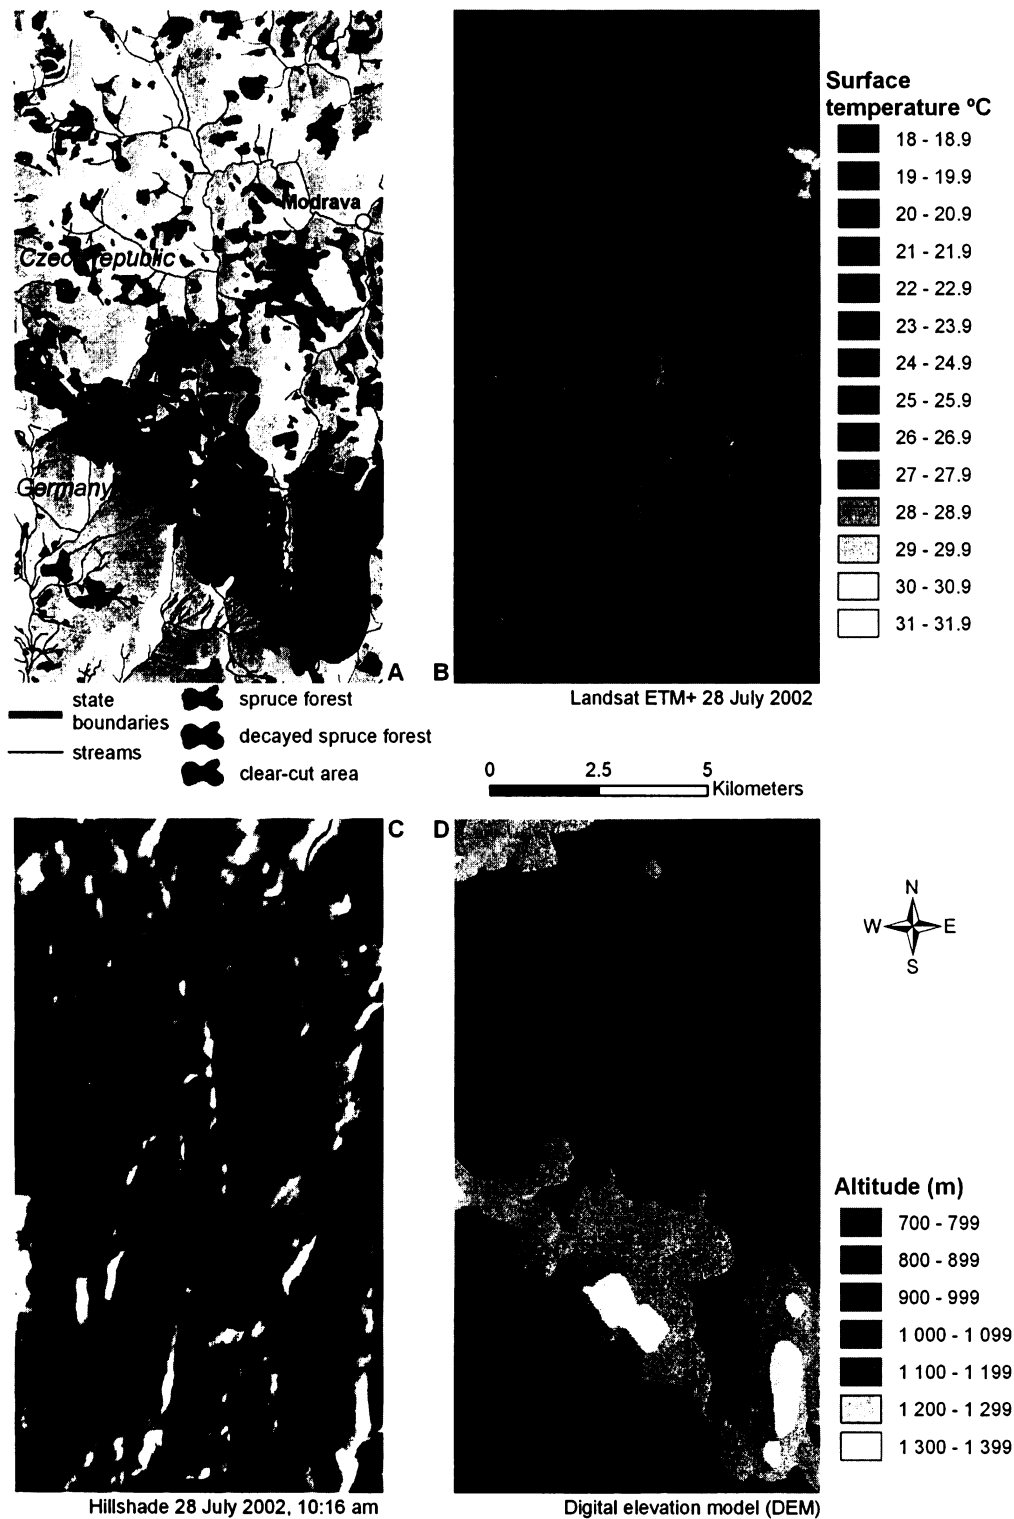 Modrava
Czech republic
Germany
A
B
Surface
temperature ºC
18 - 18.9
19 - 19.9
20 - 20.9
21 - 21.9
22 - 22.9
23 - 23.9
24 - 24.9
25 - 25.9
26 - 26.9
27 - 27.9
28 - 28.9
29 - 29.9
30 - 30.9
31 - 31.9
Landsat ETM+ 28 July 2002
state
boundaries
streams
spruce forest
decayed spruce forest
clear-cut area
0 2.5 5
Kilometers
C
D
N
W E
S
Altitude (m)
700 - 799
800 - 899
900 - 999
1 000 - 1 099
1 100 - 1 199
1 200 - 1 299
1 300 - 1 399
Hillshade 28 July 2002, 10:16 am
Digital elevation model (DEM)